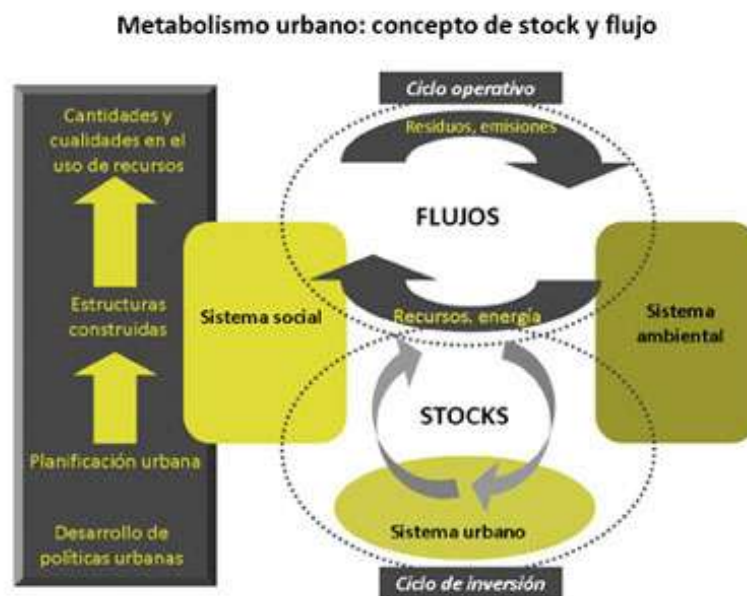 Metabolismo urbano: concepto de stock y flujo
Cantidades y
cualidades en el
uso de recursos
Estructuras
construidas
Planificación urbana
Desarrollo de
políticas urbanas
Ciclo operativo
Residuos, emisiones
FLUJOS
Sistema social
Recursos, energía
Sistema
ambiental
STOCKS
Sistema urbano
Ciclo de inversión